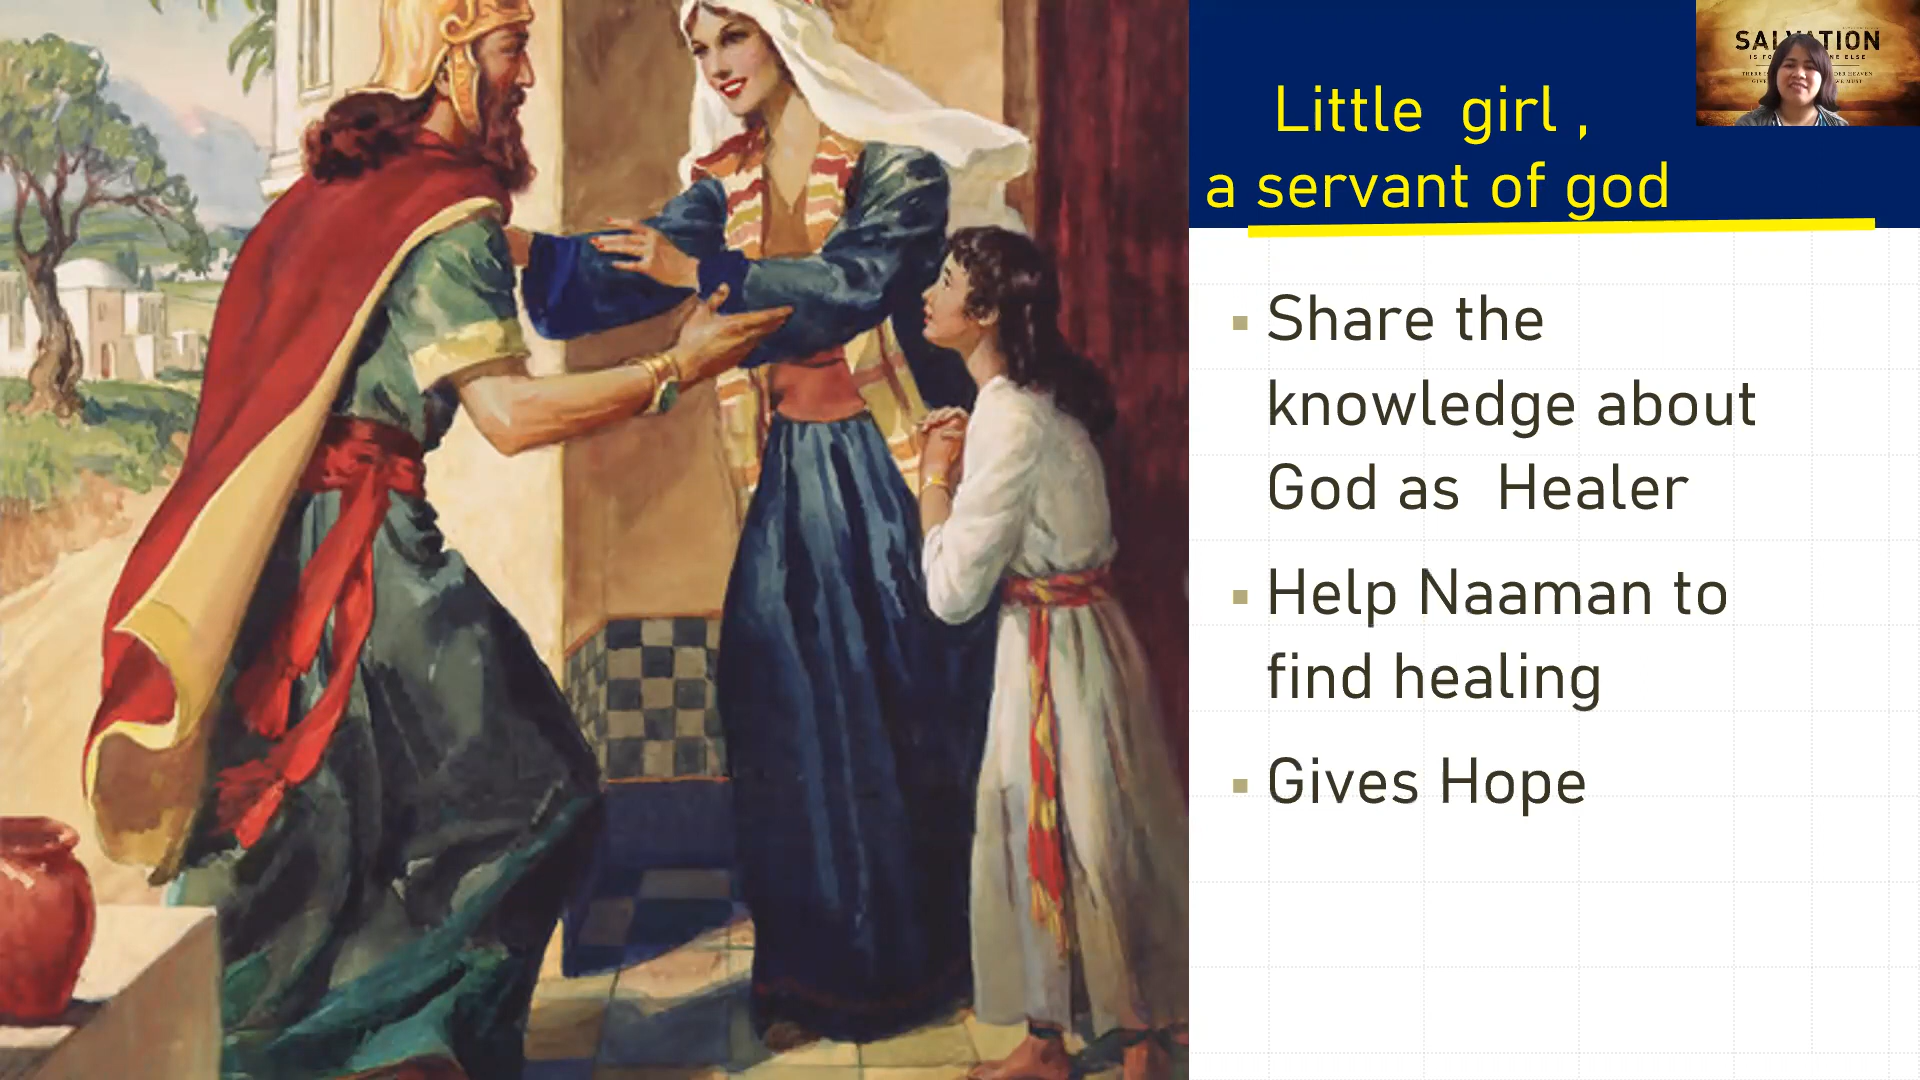 Little girl ,
a servant of god
SALVATION
▪ Share the
knowledge about
God as Healer
▪ Help Naaman to
find healing
▪ Gives Hope